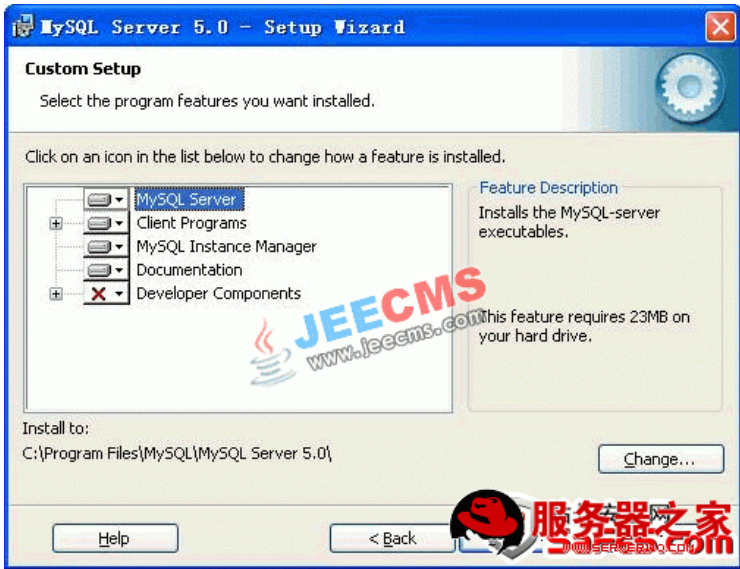 MySQL Server 5.0 - Setup Wizard
Custom Setup
Select the program features you want installed.
Click on an icon in the list below to change how a feature is installed.
MySQL Server
Client Programs
MySQL Instance Manager
Documentation
Developer Components
Feature Description
Installs the MySQL-server
executables.
This feature requires 23MB on
your hard drive.
JEECMS
www.jeecms.com
Install to:
C:\Program Files\MySQL\MySQL Server 5.0\
Change...
Help
< Back
服务器之家